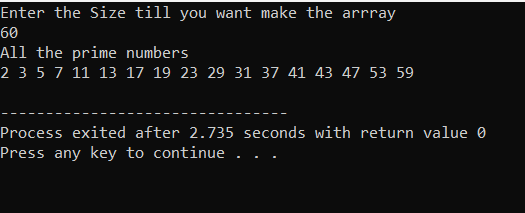 Enter the Size till you want make the arrray
60
All the prime numbers
2 3 5 7 11 13 17 19 23 29 31 37 41 43 47 53 59
--------------------------------
Process exited after 2.735 seconds with return value 0
Press any key to continue . . .